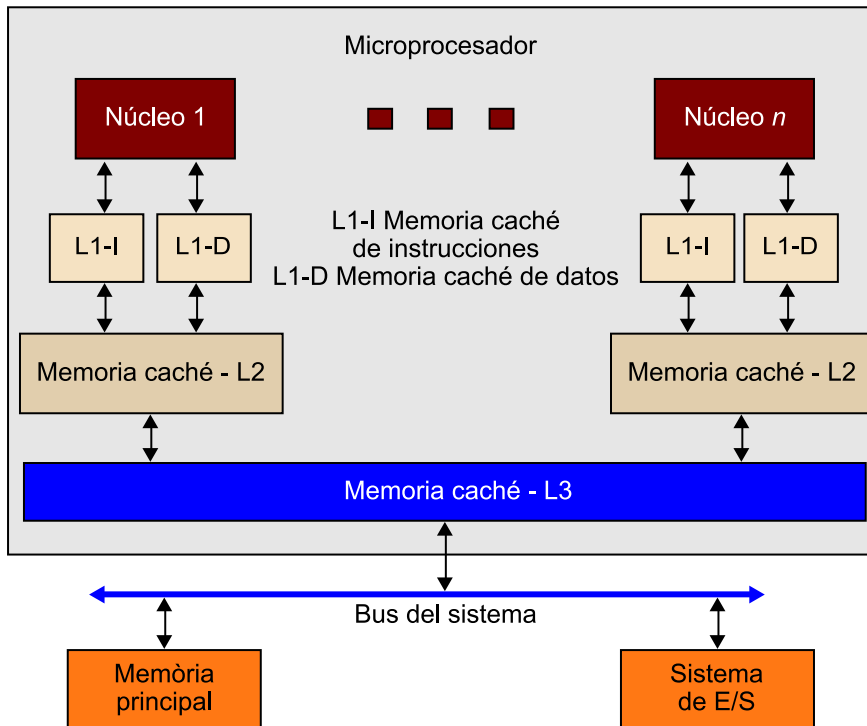 Microprocesador
Núcleo 1
Núcleo n
L1-I
L1-D
L1-I Memoria caché
de instrucciones
L1-D Memoria caché de datos
L1-I
L1-D
Memoria caché - L2
Memoria caché - L2
Memoria caché - L3
Bus del sistema
Memòria
principal
Sistema
de E/S